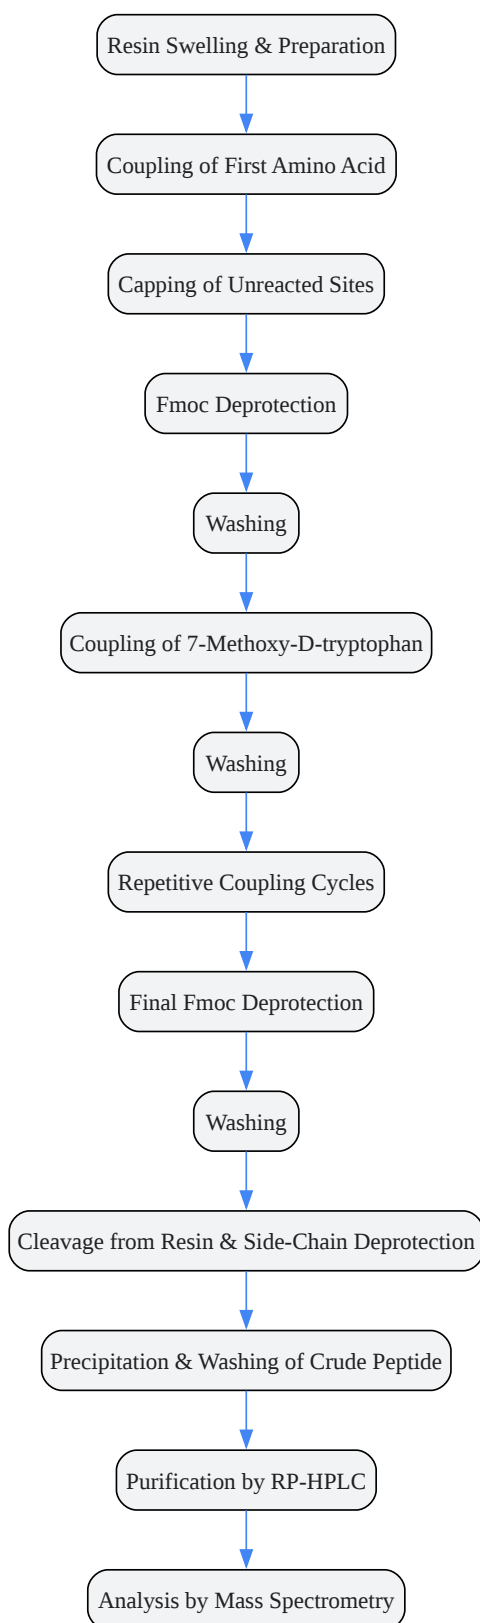 Resin Swelling & Preparation
Coupling of First Amino Acid
Capping of Unreacted Sites
Fmoc Deprotection
Washing
Coupling of 7-Methoxy-D-tryptophan
Washing
Repetitive Coupling Cycles
Final Fmoc Deprotection
Washing
Cleavage from Resin & Side-Chain Deprotection
Precipitation & Washing of Crude Peptide
Purification by RP-HPLC
Analysis by Mass Spectrometry